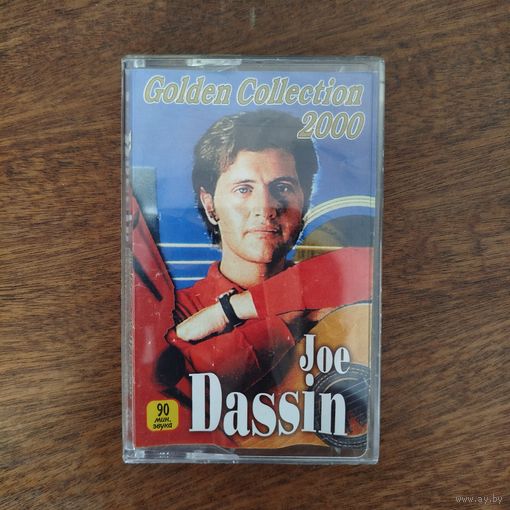 Golden Collection
2000
Joe
Dassin
90
мин.
звука
www.ay.by